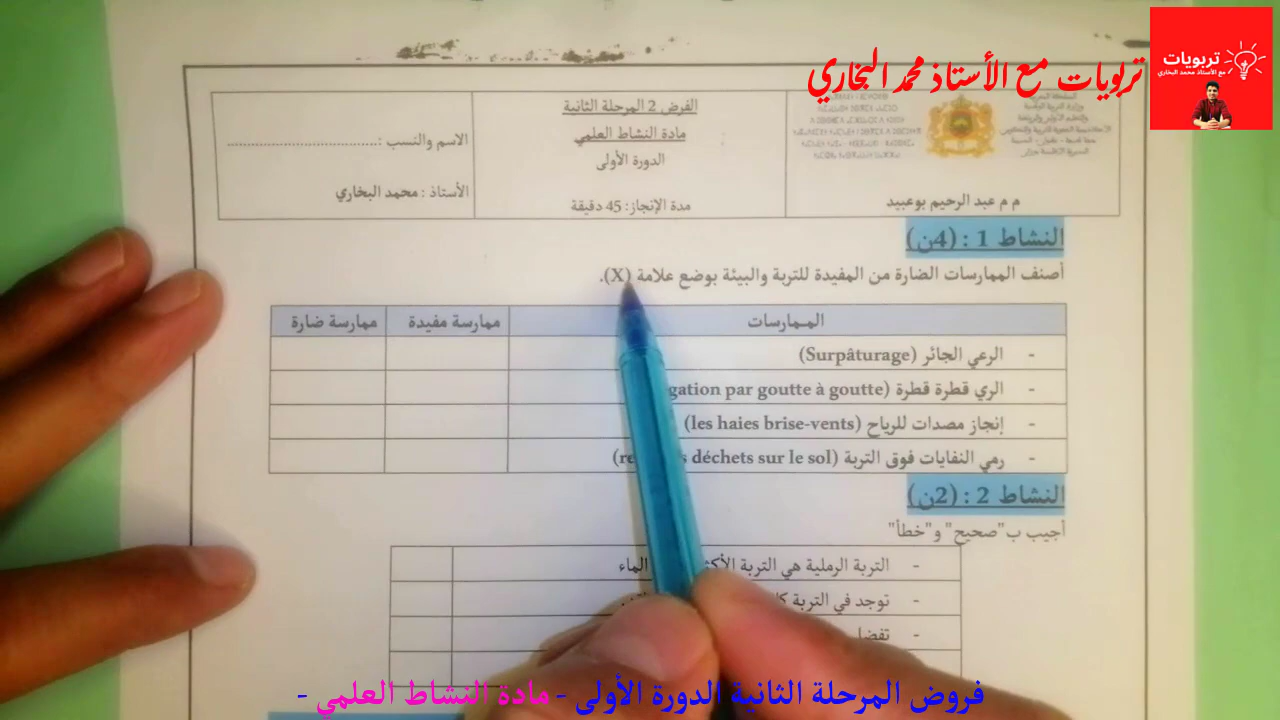 تربويات
مع الأستاذ محمد البخاري
تربويات مع الأستاذ محمد البخاري
م م عبد الرحيم بوعبيد
الفرض 2 المرحلة الثانية
مادة النشاط العلمي
الدورة الأولى
مدة الإنجاز: 45 دقيقة
الاسم والنسب :......................................
الأستاذ : محمد البخاري
النشاط 1 : (4ن)
أصنف الممارسات الضارة من المفيدة للتربة والبيئة بوضع علامة (X).
الممارسات ممارسة مفيدة ممارسة ضارة
- الرعي الجائر (Surpâturage)
- الري قطرة قطرة par goutte à goutte)
- إنجاز مصدات للرياح (les haies brise-vents)
- رمي النفايات فوق التربة déchets sur le sol)
النشاط 2 : (2ن)
أجيب ب"صحيح" و"خطأ"
- التربة الرملية هي التربة الماء
- توجد في التربة
-
فروض المرحلة الثانية الدورة الأولى - مادة النشاط العلمي -